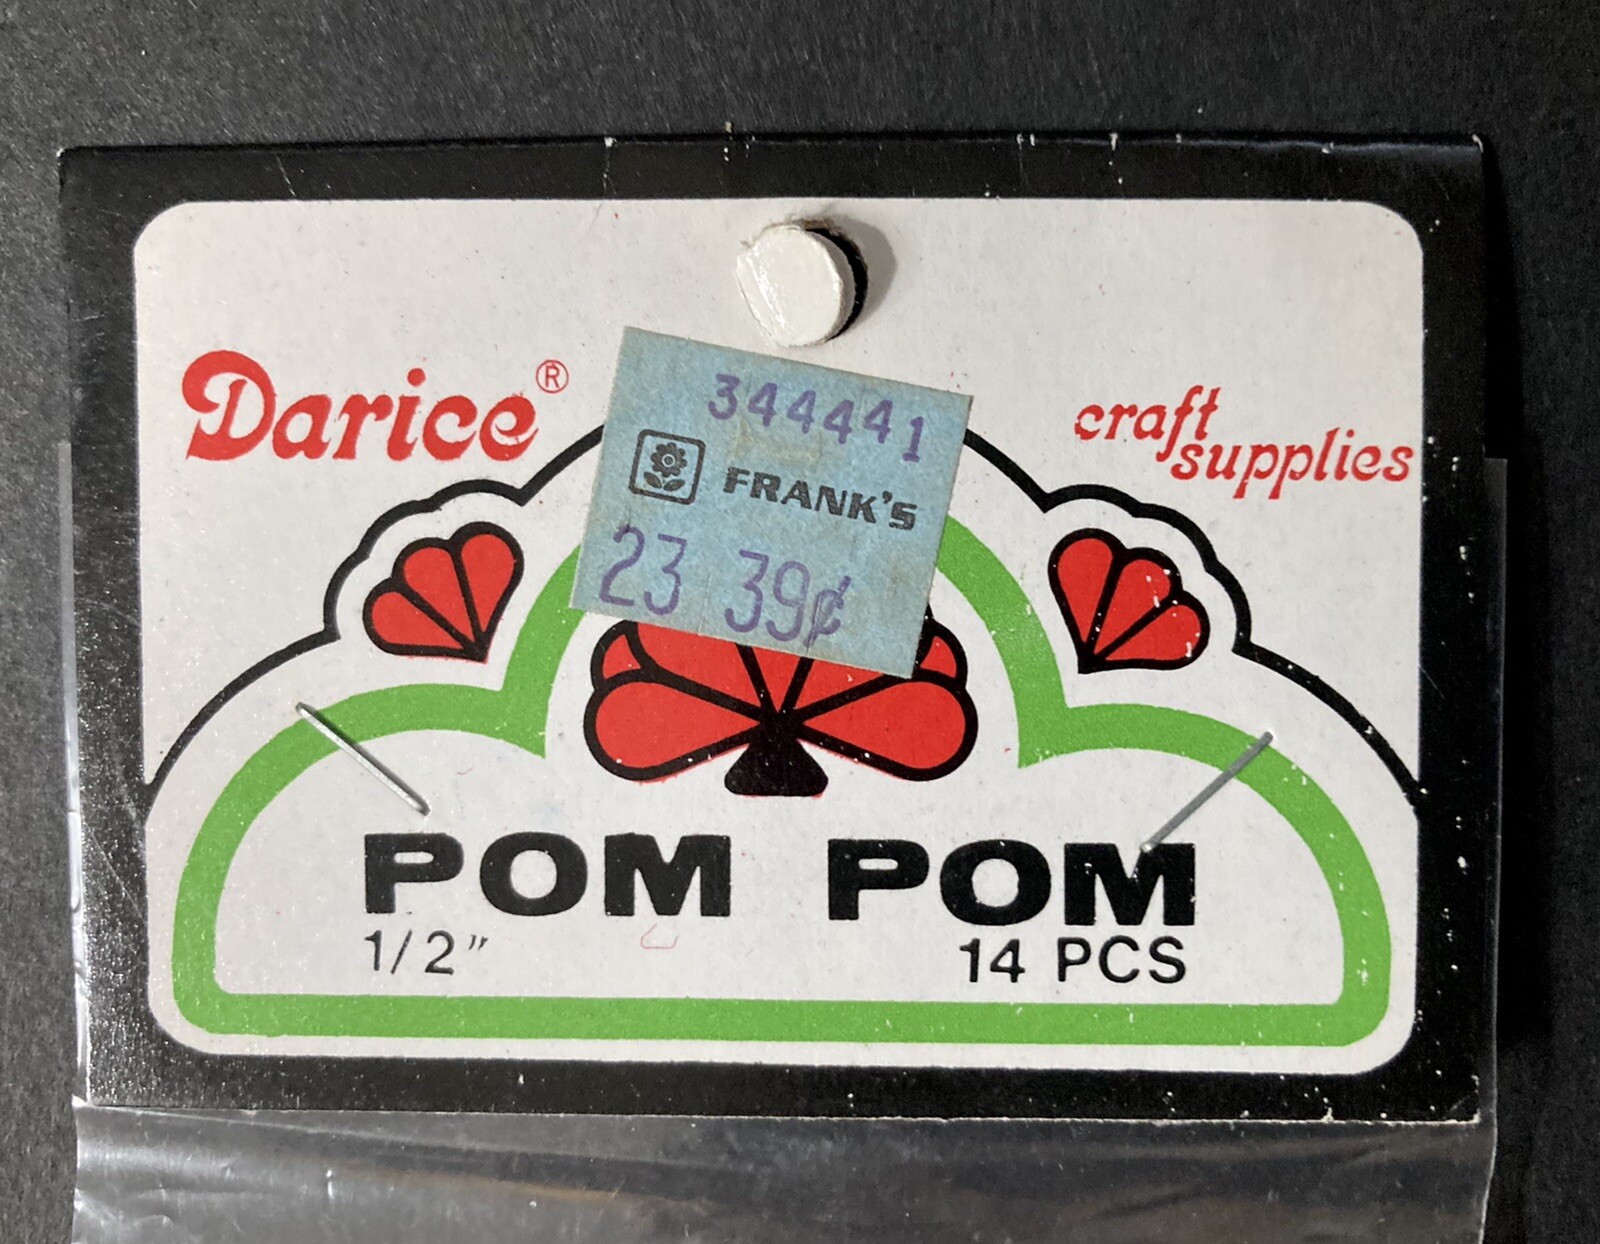 Darice®
craft
supplies
344441
FRANK'S
23 39¢
POM POM
1/2"
14 PCS